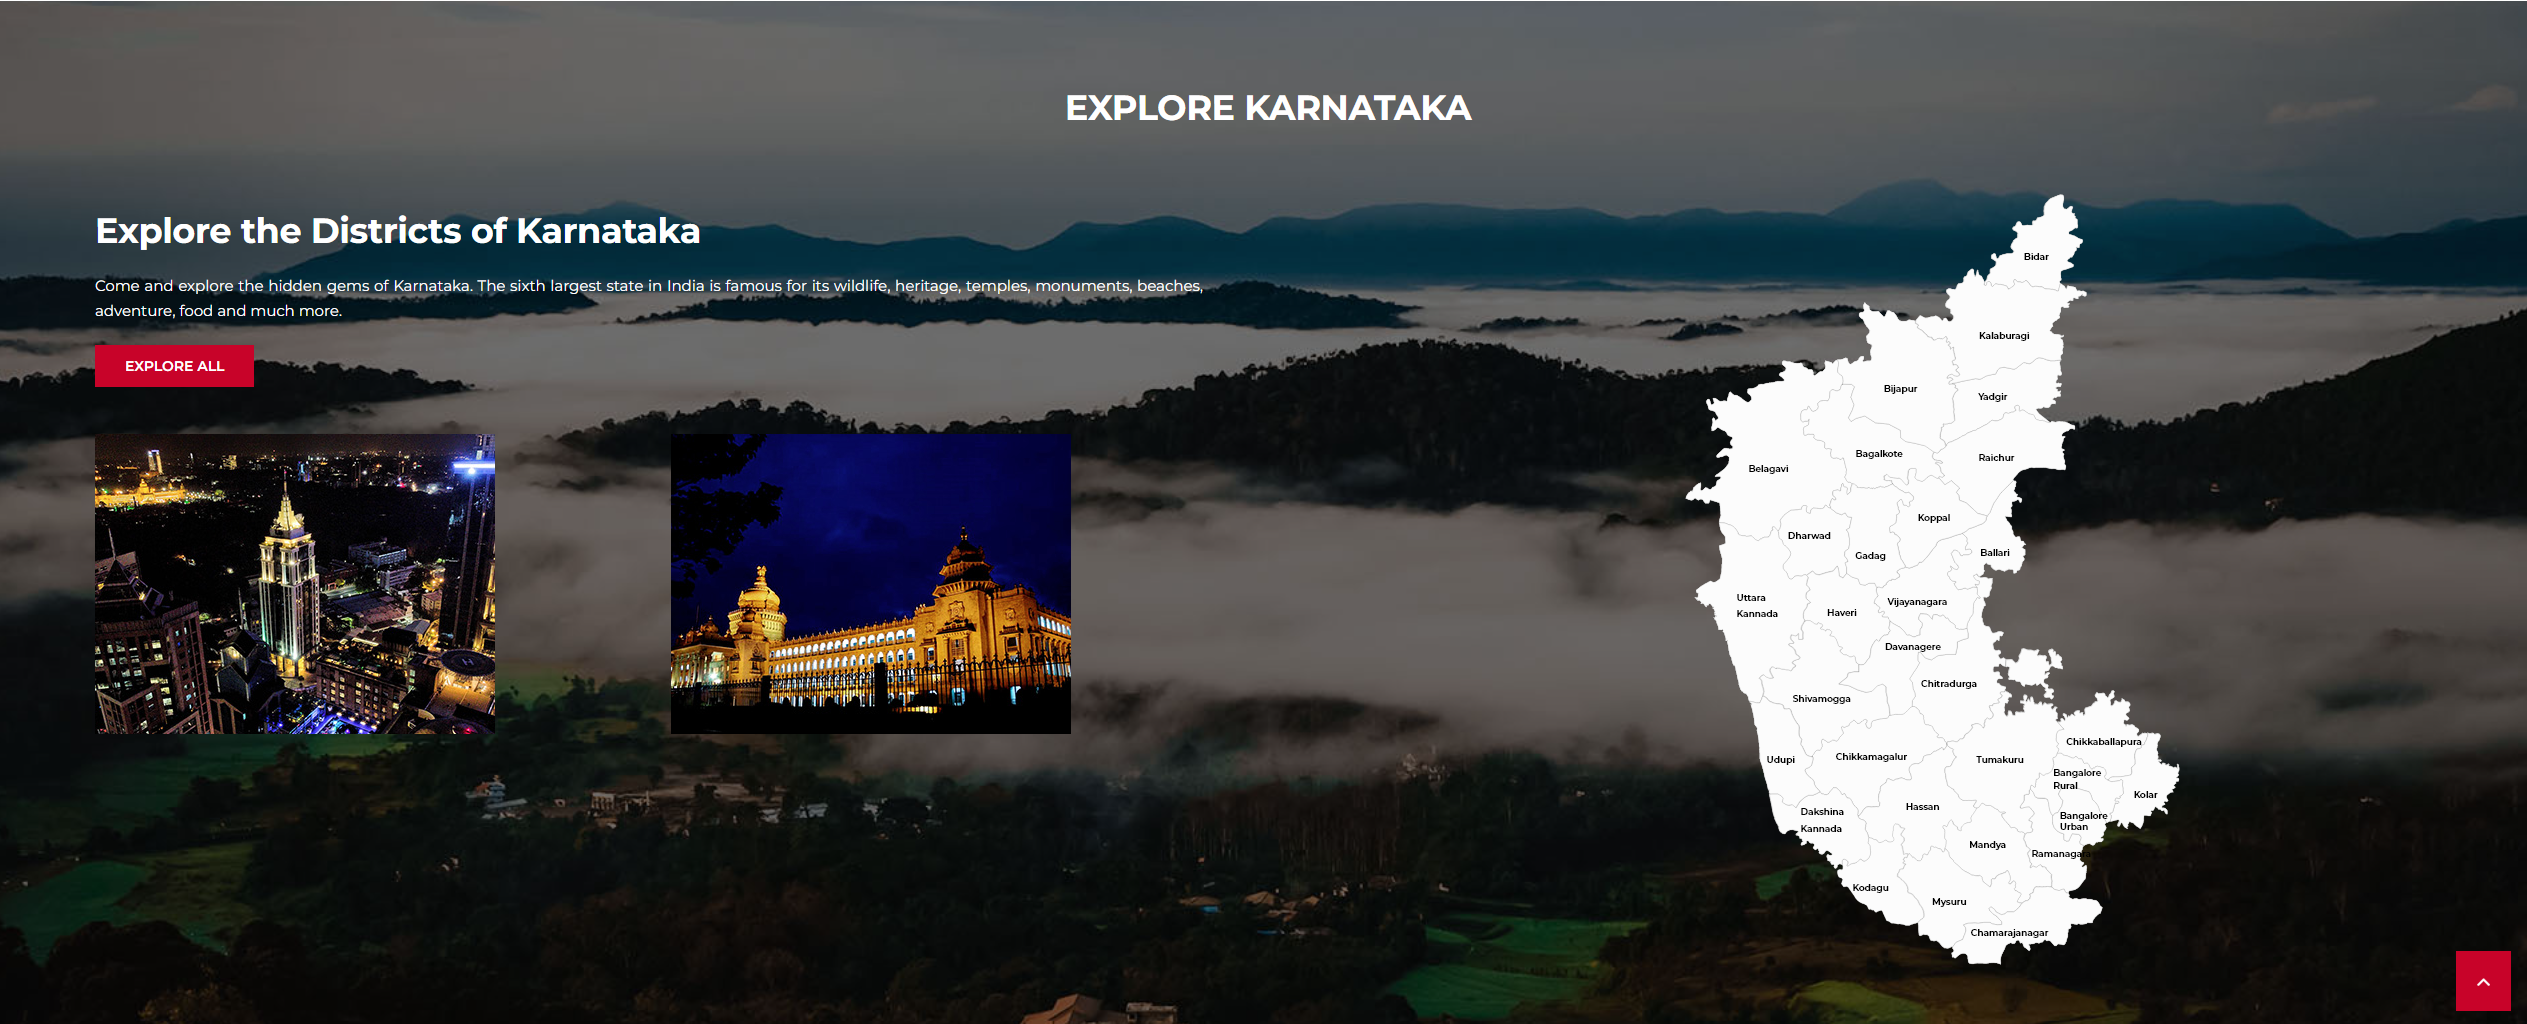 EXPLORE KARNATAKA
Explore the Districts of Karnataka
Come and explore the hidden gems of Karnataka. The sixth largest state in India is famous for its wildlife, heritage, temples, monuments, beaches,
adventure, food and much more.
EXPLORE ALL
Bidar
Kalaburagi
Bijapur
Yadgir
Bagalkote
Raichur
Belagavi
Koppal
Dharwad
Gadag
Ballari
Uttara
Kannada
Haveri
Vijayanagara
Davanagere
Chitradurga
Shivamogga
Chikkaballapura
Udupi
Chikkamagalur
Tumakuru
Bangalore
Rural
Kolar
Dakshina
Kannada
Hassan
Bangalore
Urban
Mandya
Ramanagara
Kodagu
Mysuru
Chamarajanagar
H